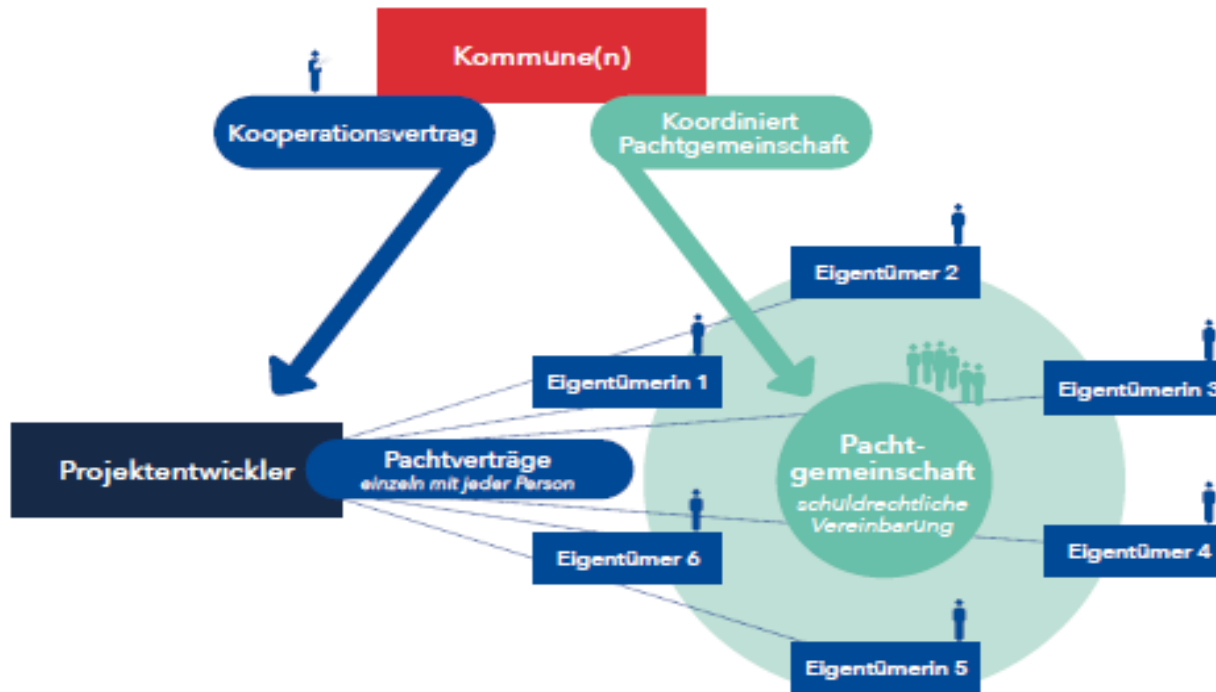 Kommune(n)
Kooperationsvertrag
Koordiniert
Pachtgemeinschaft
Eigentümer 2
Eigentümerin 1
Eigentümerin 3
Projektentwickler
Pachtverträge
einzeln mit jeder Person
Pacht-
gemeinschaft
schuldrechtliche
Vereinbarung
Eigentümer 6
Eigentümer 4
Eigentümerin 5